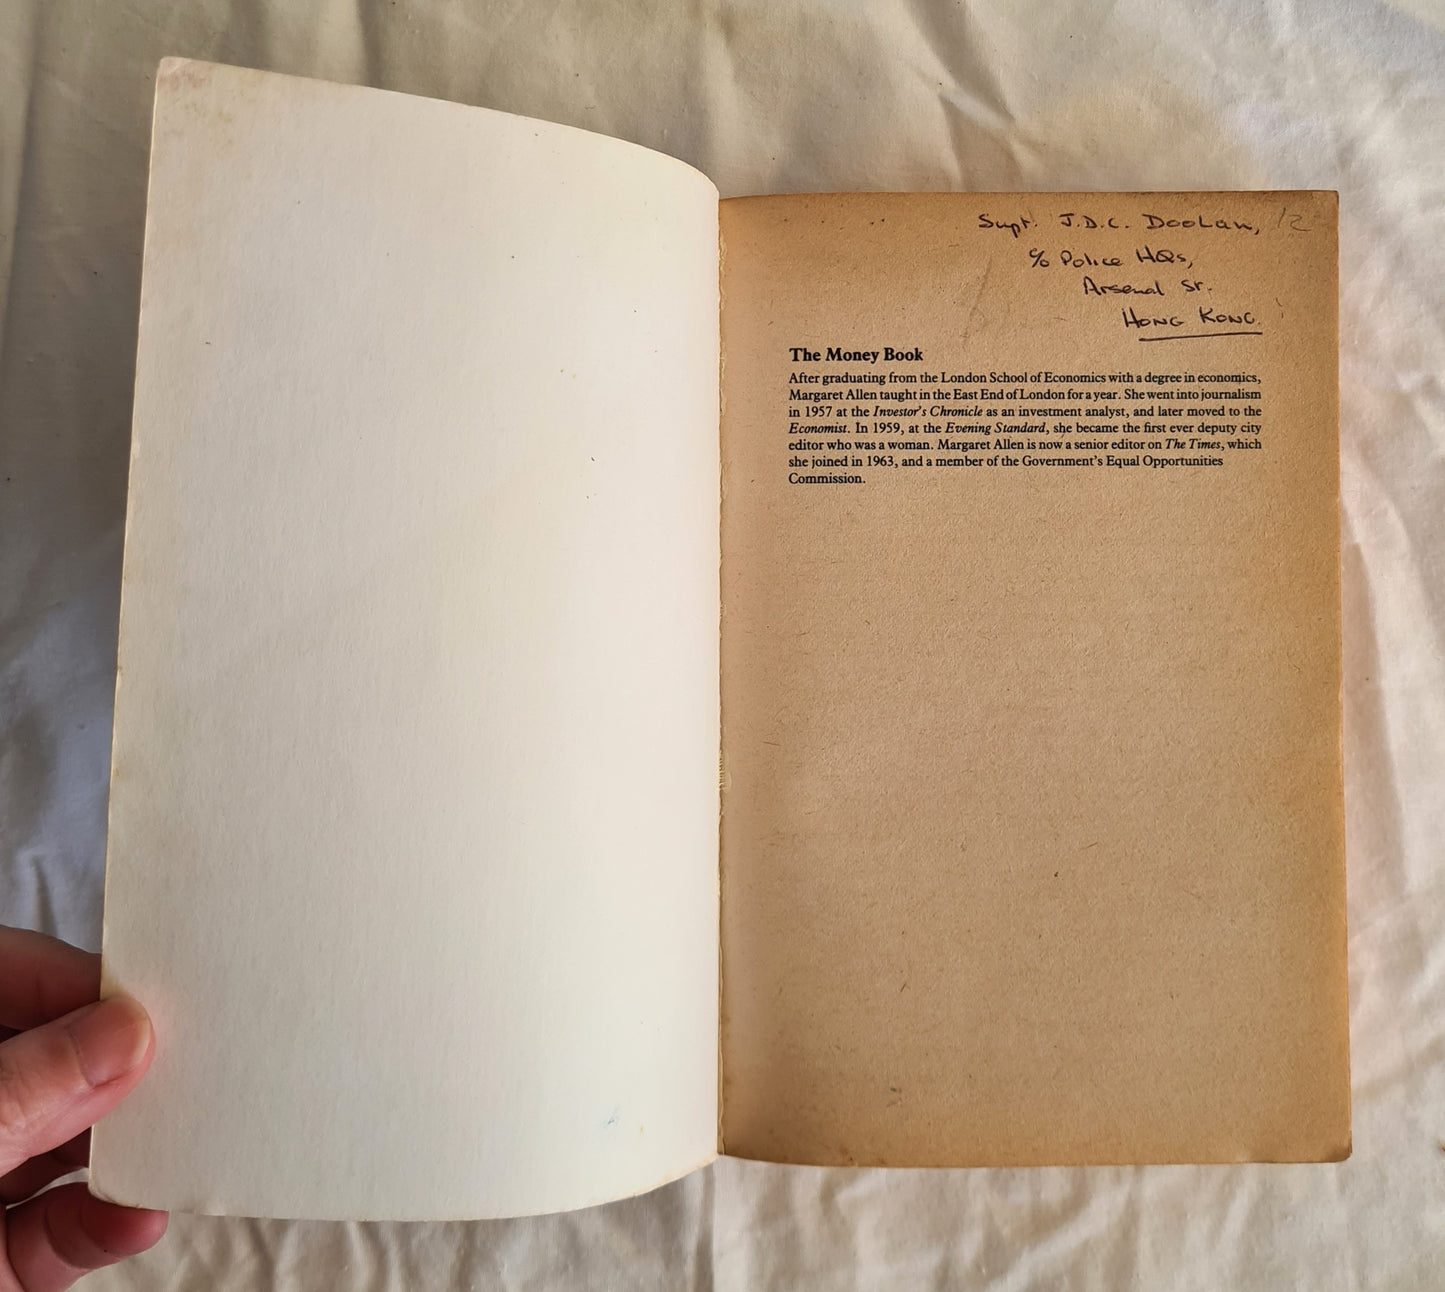 Supt. J.D.C. Doolan,
c/o Police HQs,
Arsenal St.
Hong Kong.
12
The Money Book
After graduating from the London School of Economics with a degree in economics,
Margaret Allen taught in the East End of London for a year. She went into journalism
in 1957 at the Investor's Chronicle as an investment analyst, and later moved to the
Economist. In 1959, at the Evening Standard, she became the first ever deputy city
editor who was a woman. Margaret Allen is now a senior editor on The Times, which
she joined in 1963, and a member of the Government's Equal Opportunities
Commission.